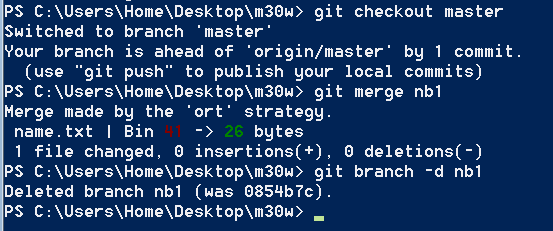 PS C:\Users\Home\Desktop\m30w> git checkout master
Switched to branch 'master'
Your branch is ahead of 'origin/master' by 1 commit.
  (use "git push" to publish your local commits)
PS C:\Users\Home\Desktop\m30w> git merge nb1
Merge made by the 'ort' strategy.
 name.txt | Bin 41 -> 26 bytes
 1 file changed, 0 insertions(+), 0 deletions(-)
PS C:\Users\Home\Desktop\m30w> git branch -d nb1
Deleted branch nb1 (was 0854b7c).
PS C:\Users\Home\Desktop\m30w>